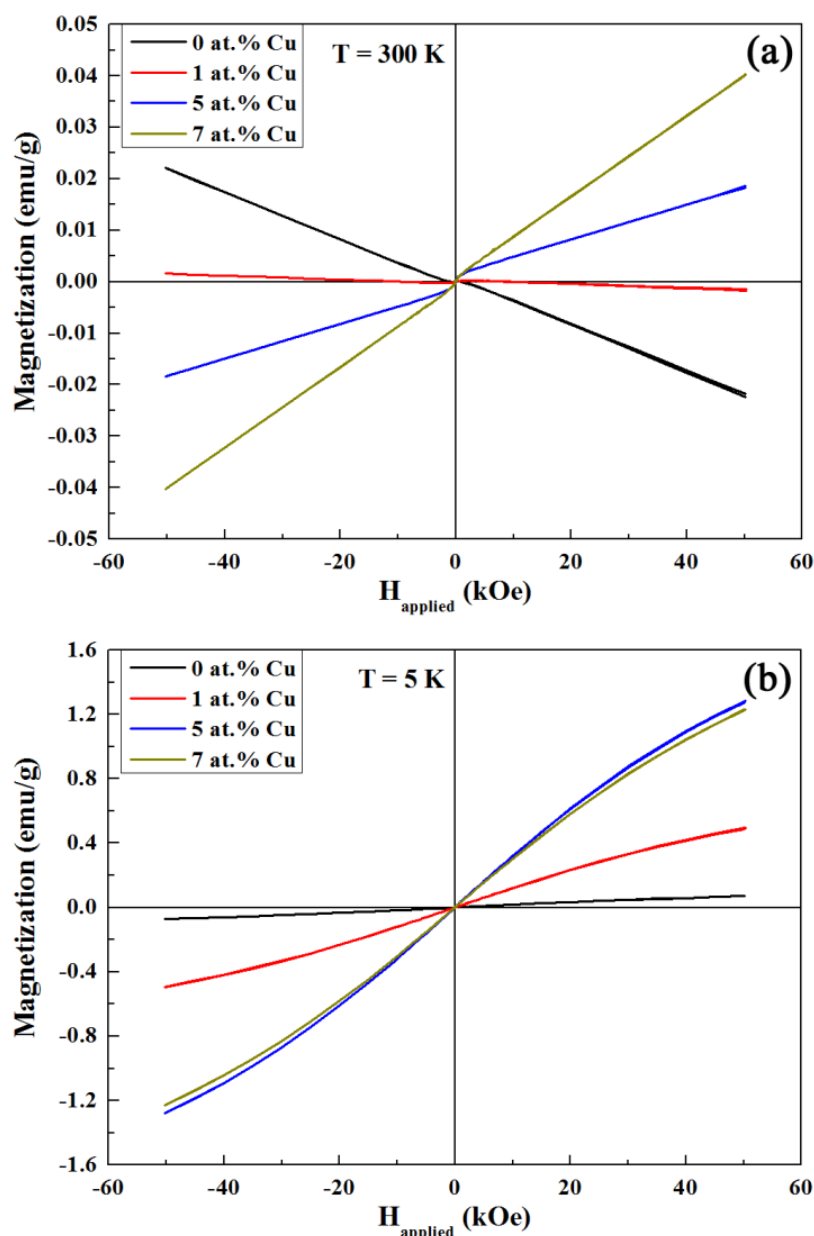 0 at.% Cu
1 at.% Cu
5 at.% Cu
7 at.% Cu
T = 300 K
(a)
0.05
0.04
0.03
0.02
0.01
0.00
-0.01
-0.02
-0.03
-0.04
-0.05
Magnetization (emu/g)
-60 -40 -20 0 20 40 60
H applied (kOe)
0 at.% Cu
1 at.% Cu
5 at.% Cu
7 at.% Cu
T = 5 K
(b)
1.6
1.2
0.8
0.4
0.0
-0.4
-0.8
-1.2
-1.6
Magnetization (emu/g)
-60 -40 -20 0 20 40 60
H applied (kOe)